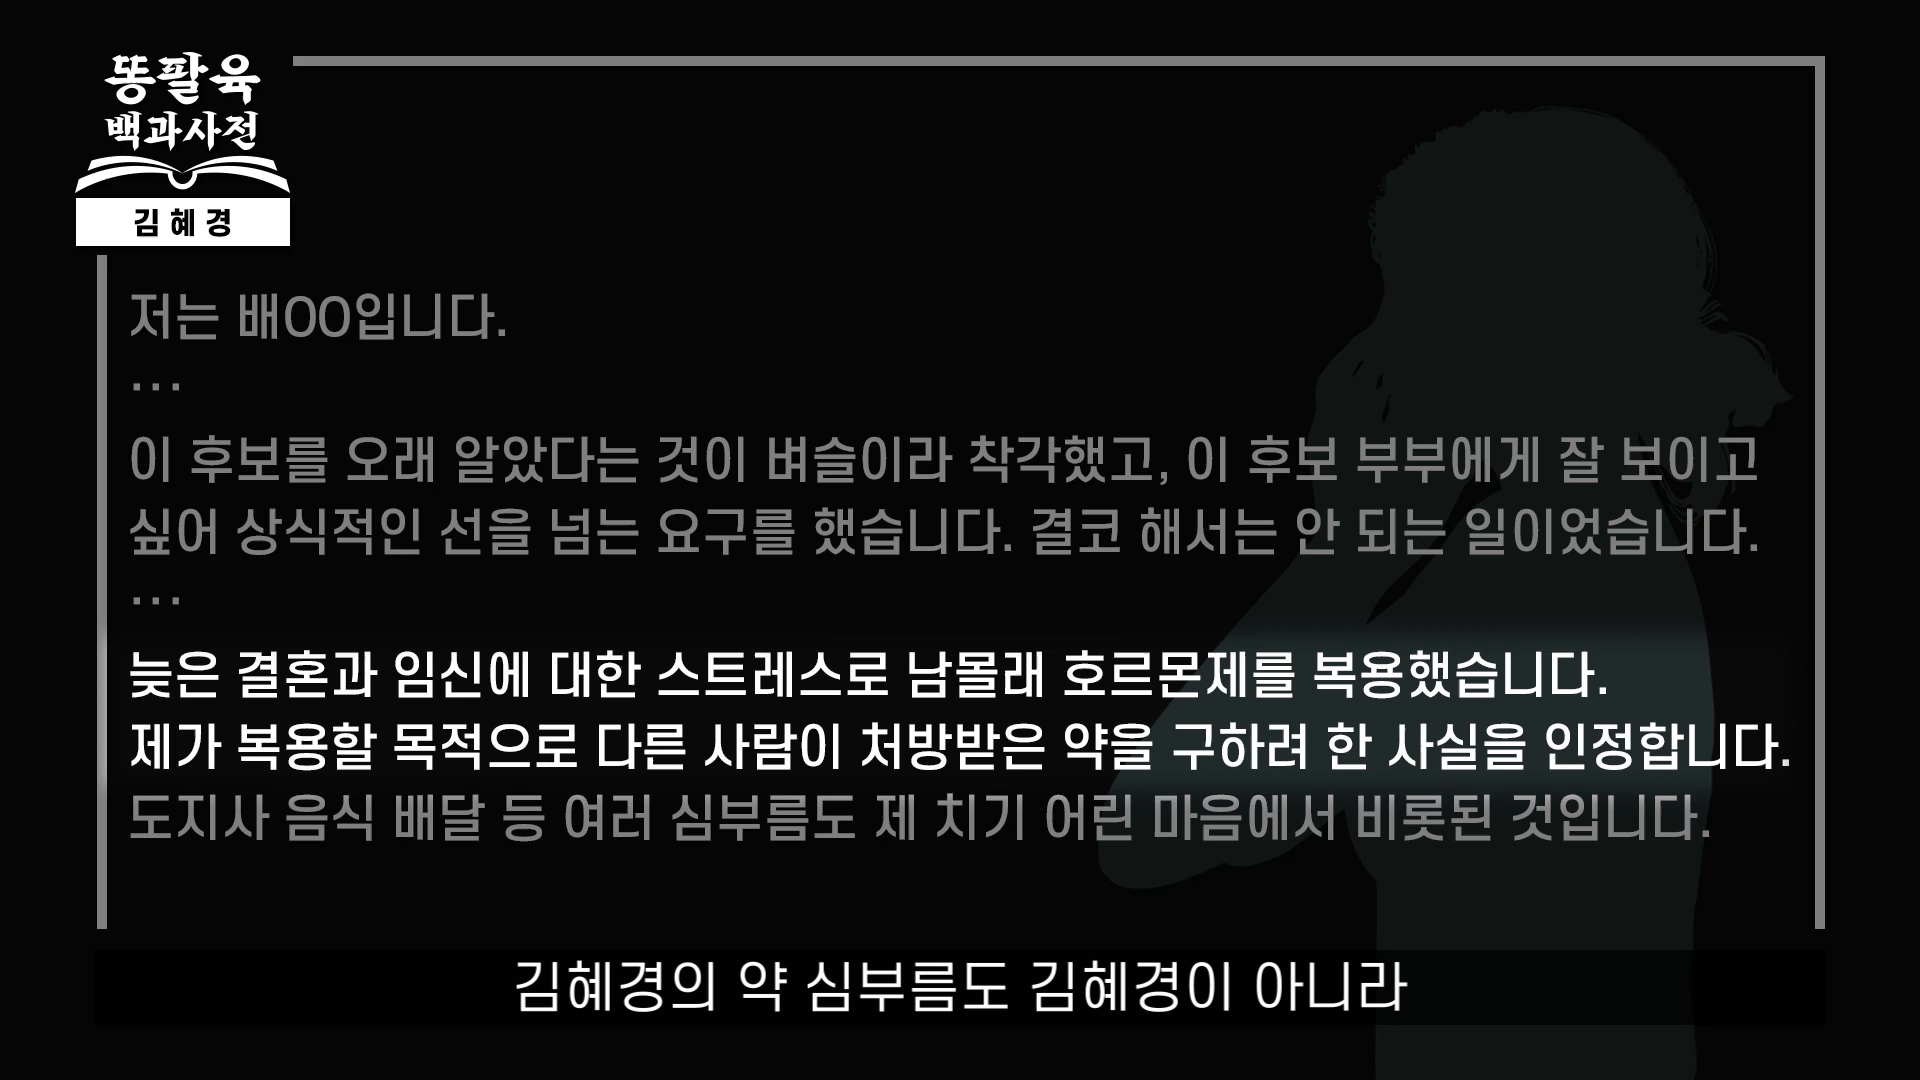 똥팔육
백과사전
김혜경
저는 배OO입니다.
...
이 후보를 오래 알았다는 것이 벼슬이라 착각했고, 이 후보 부부에게 잘 보이고
싶어 상식적인 선을 넘는 요구를 했습니다. 결코 해서는 안 되는 일이었습니다.
...
늦은 결혼과 임신에 대한 스트레스로 남몰래 호르몬제를 복용했습니다.
제가 복용할 목적으로 다른 사람이 처방받은 약을 구하려 한 사실을 인정합니다.
도지사 음식 배달 등 여러 심부름도 제 치기 어린 마음에서 비롯된 것입니다.
김혜경의 약 심부름도 김혜경이 아니라